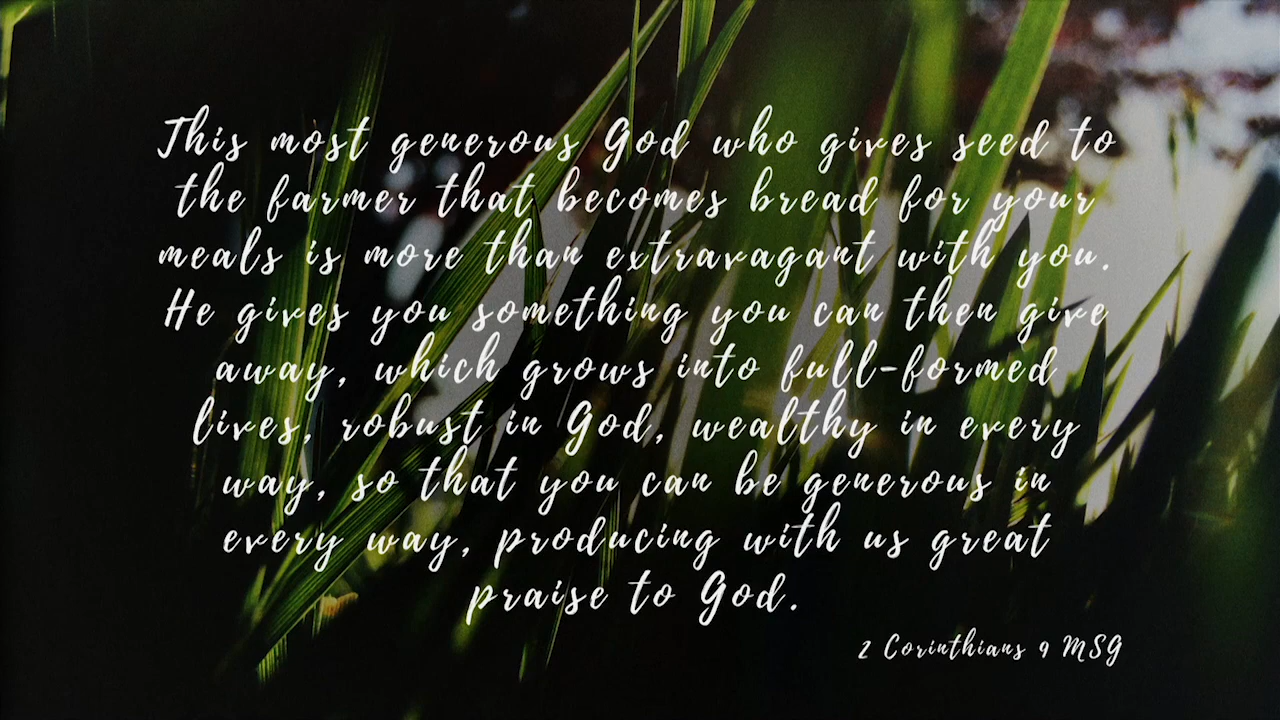 This most generous God who gives seed to
the farmer that becomes bread for your
meals is more than extravagant with you.
He gives you something you can then give
away, which grows into full-formed
lives, robust in God, wealthy in every
way, so that you can be generous in
every way, producing with us great
praise to God.
2 Corinthians 9 MSG